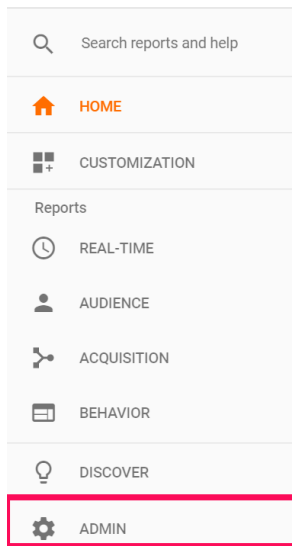 Search reports and help
HOME
CUSTOMIZATION
Reports
REAL-TIME
AUDIENCE
ACQUISITION
BEHAVIOR
DISCOVER
ADMIN